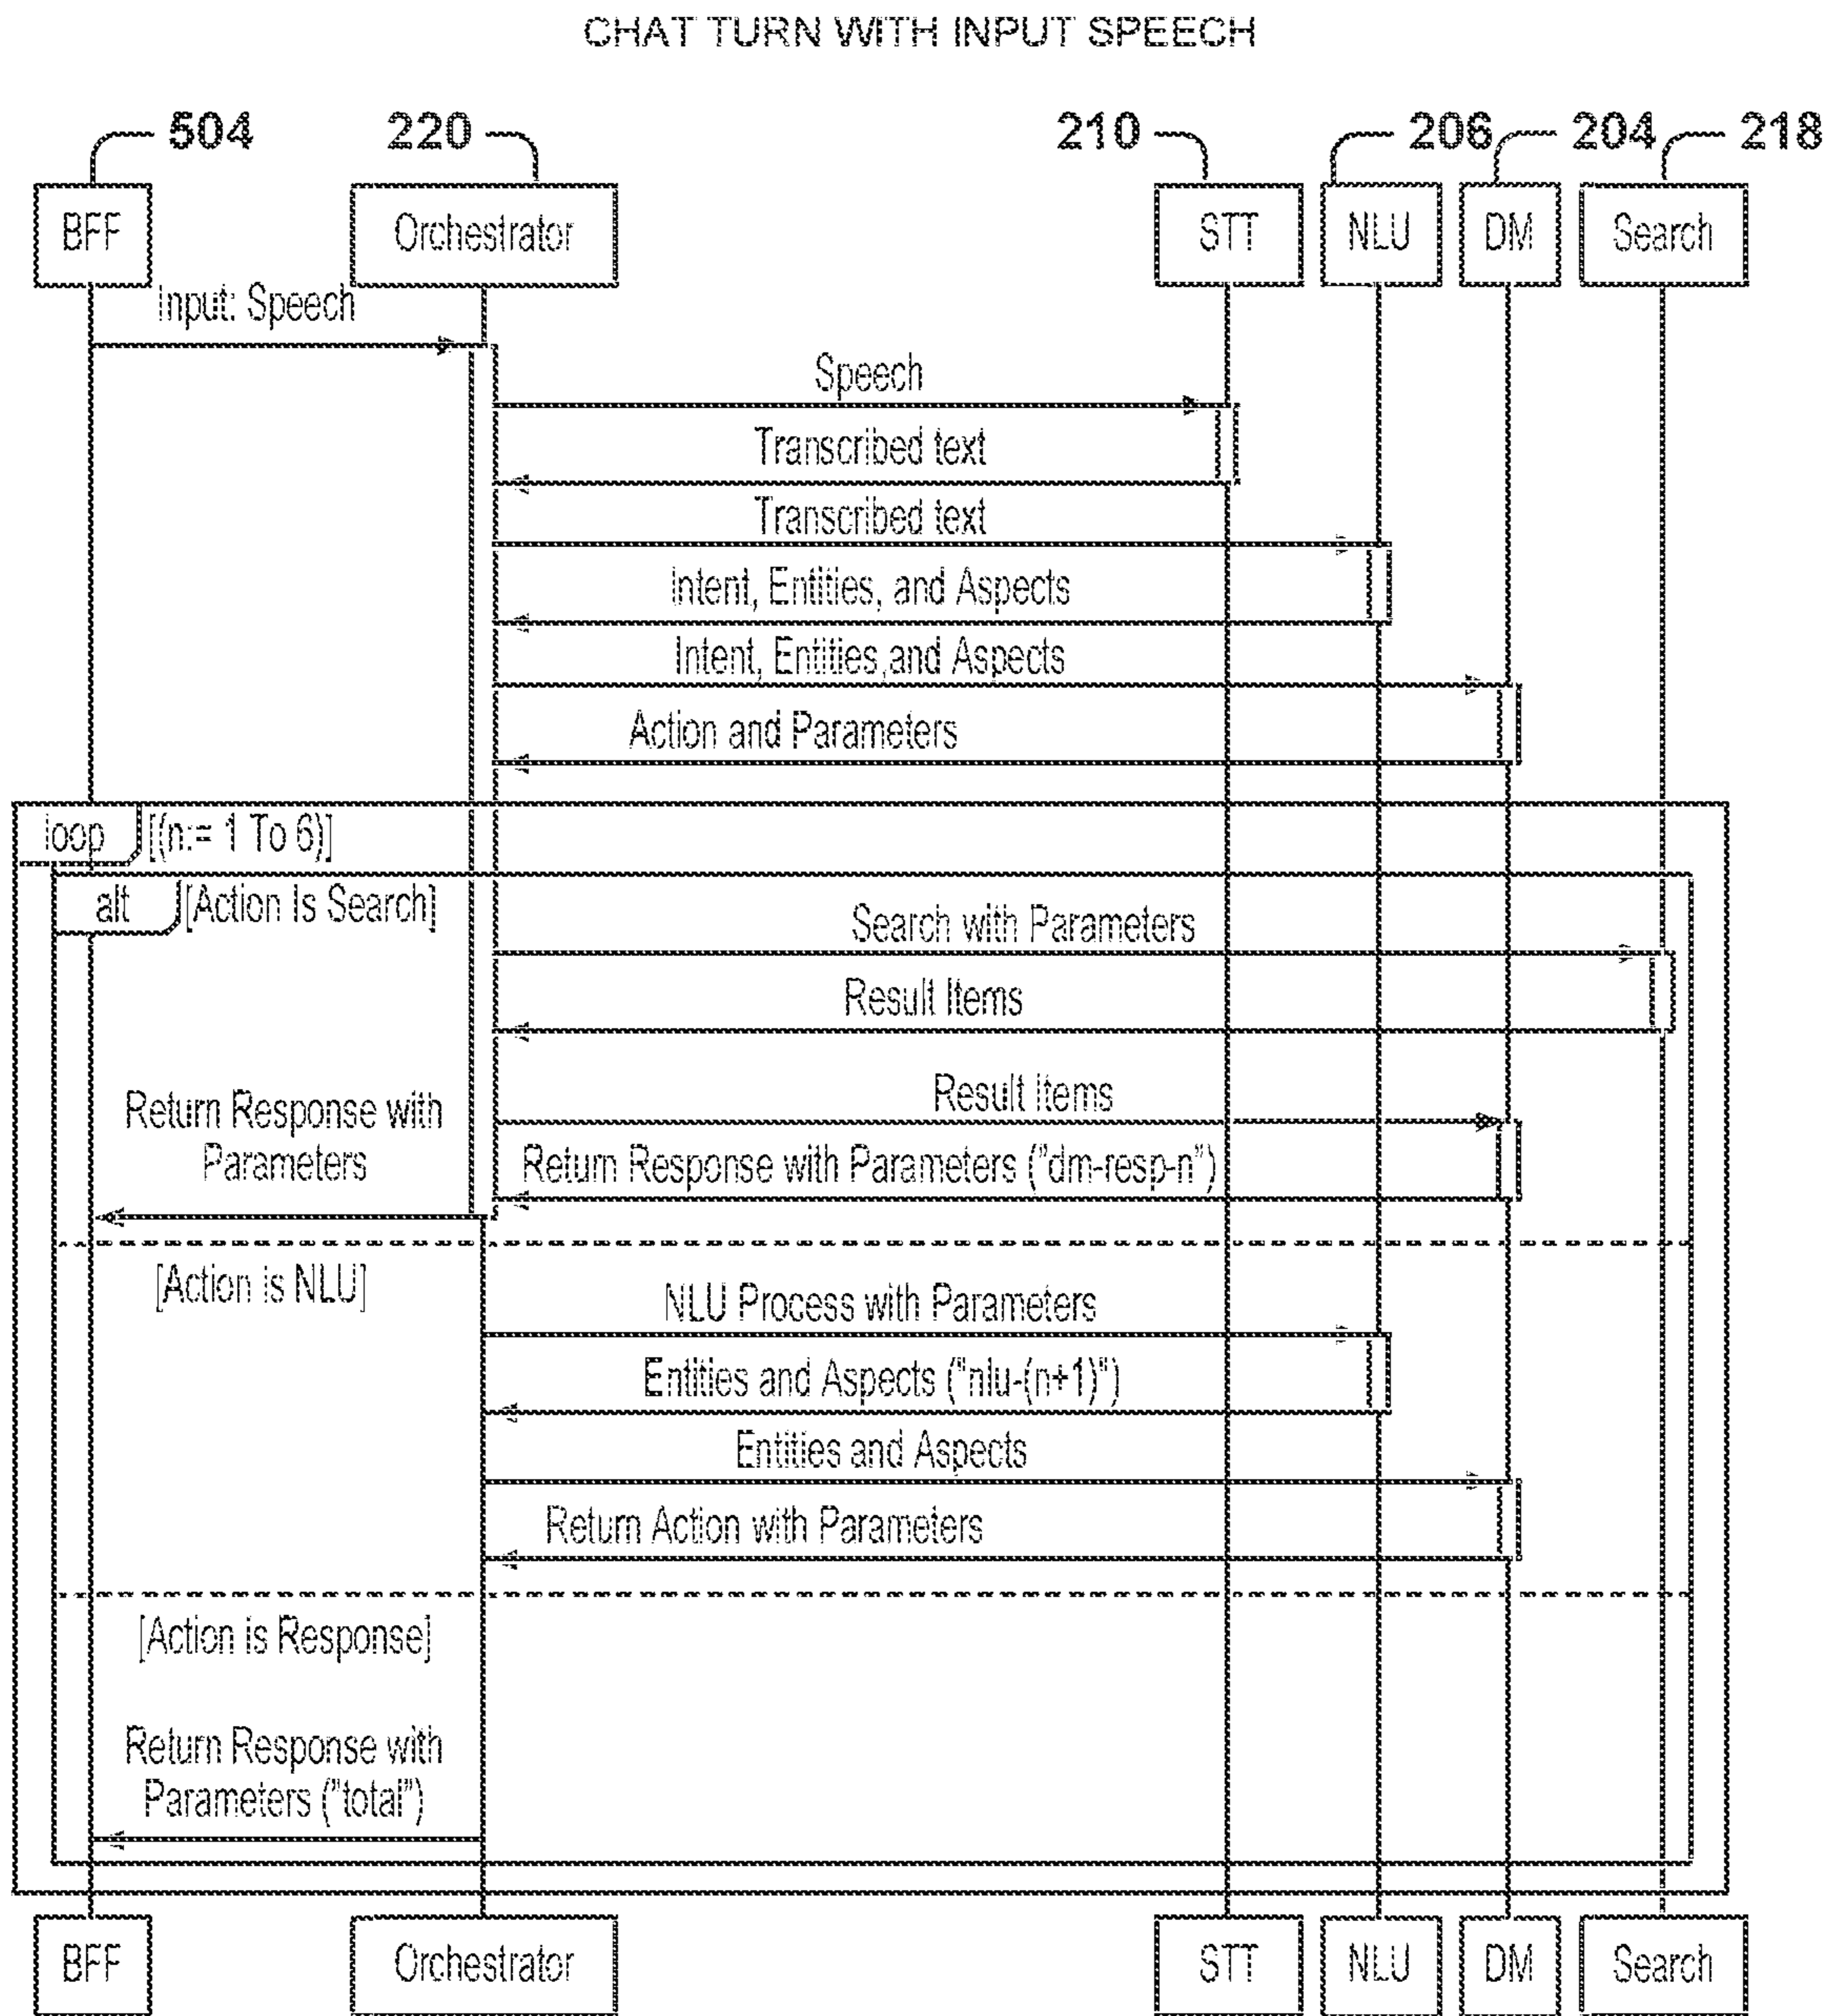 CHAT TURN WITH INPUT SPEECH
504 220 210 206 204 218
BFF Orchestrator STT NLU DM Search
Input: Speech
Speech
Transcribed text
Transcribed text
Intent, Entities, and Aspects
Intent, Entities,and Aspects
Action and Parameters
loop [(n:= 1 To 6)]
alt [Action Is Search]
Search with Parameters
Result Items
Result Items
Return Response with
Parameters
Return Response with Parameters ("dm-resp-n")
[Action is NLU]
NLU Process with Parameters
Entities and Aspects ("nlu-(n+1)")
Entities and Aspects
Return Action with Parameters
[Action is Response]
Return Response with
Parameters ("total")
BFF Orchestrator STT NLU DM Search